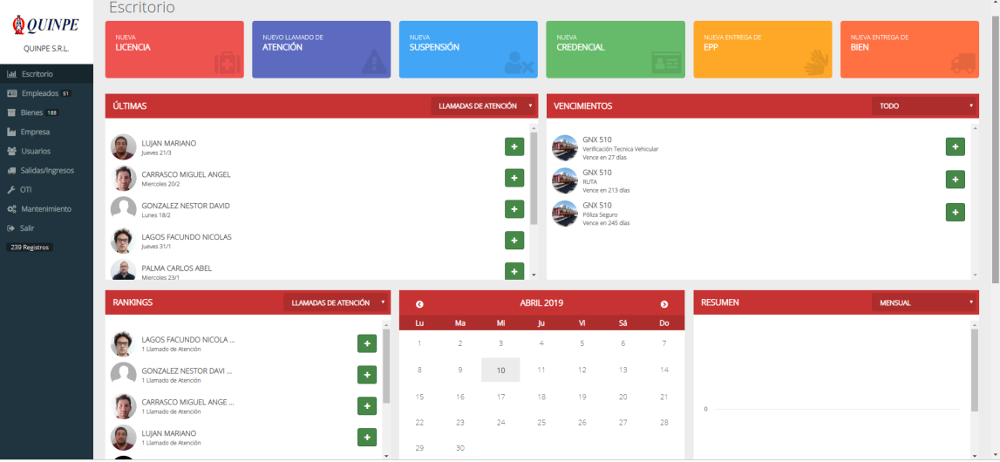 Escritorio
QUINPE
QUINPE S.R.L.
Escritorio
Empleados 51
Bienes 188
Empresa
Usuarios
Salidas/Ingresos
OTI
Mantenimiento
Salir
239 Registros
NUEVA
LICENCIA
NUEVO LLAMADO DE
ATENCIÓN
NUEVA
SUSPENSIÓN
NUEVA
CREDENCIAL
NUEVA ENTREGA DE
EPP
NUEVA ENTREGA DE
BIEN
ÚLTIMAS LLAMADAS DE ATENCIÓN
LUJAN MARIANO
Jueves 21/3
CARRASCO MIGUEL ANGEL
Miercoles 20/2
GONZALEZ NESTOR DAVID
Lunes 18/2
LAGOS FACUNDO NICOLAS
Jueves 31/1
PALMA CARLOS ABEL
Miercoles 23/1
VENCIMIENTOS TODO
GNX 510
Verificación Tecnica Vehicular
Vence en 27 días
GNX 510
RUTA
Vence en 213 días
GNX 510
Póliza Seguro
Vence en 245 días
RANKINGS LLAMADAS DE ATENCIÓN
LAGOS FACUNDO NICOLA ...
1 Llamado de Atención
GONZALEZ NESTOR DAVI ...
1 Llamado de Atención
CARRASCO MIGUEL ANGE ...
1 Llamado de Atención
LUJAN MARIANO
1 Llamado de Atención
ABRIL 2019
Lu Ma Mi Ju Vi Sá Do
1 2 3 4 5 6 7
8 9 10 11 12 13 14
15 16 17 18 19 20 21
22 23 24 25 26 27 28
29 30
RESUMEN MENSUAL
0